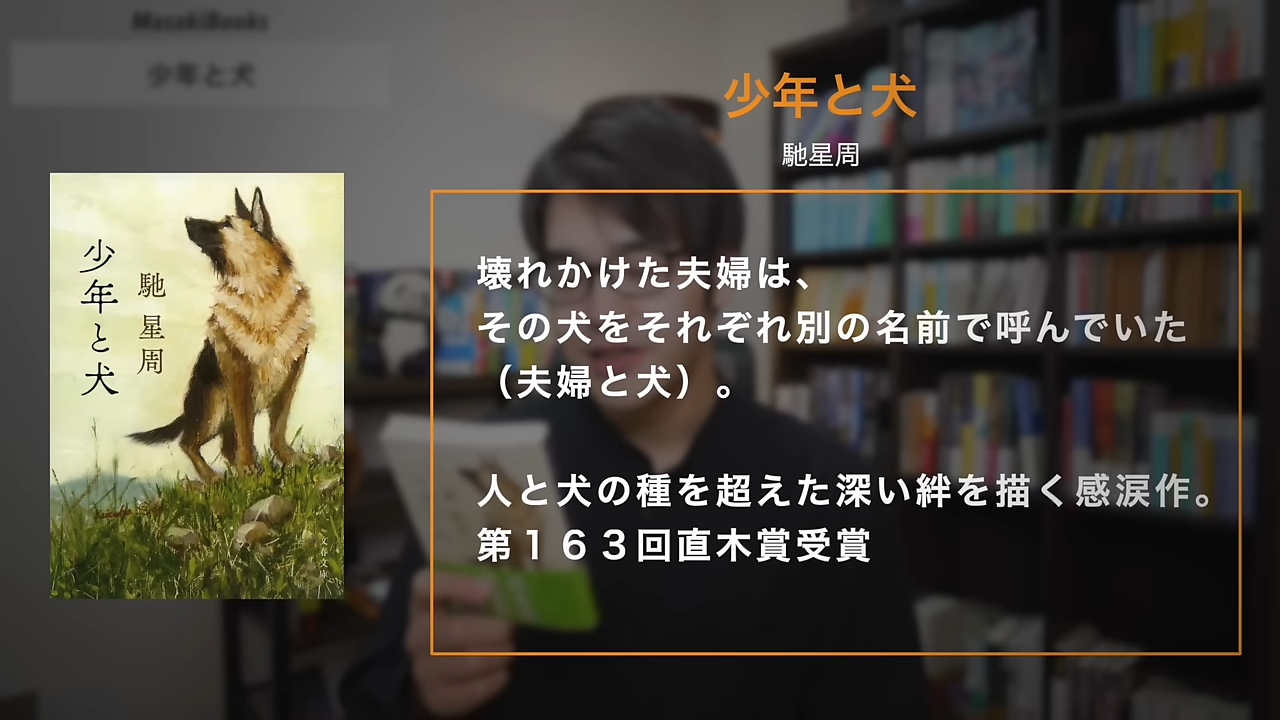 MasakiBooks
少年と犬
少年と犬
馳星周
少年と犬
馳星周
文春文庫
壊れかけた夫婦は、
その犬をそれぞれ別の名前で呼んでいた
（夫婦と犬）。
人と犬の種を超えた深い絆を描く感涙作。
第１６３回直木賞受賞